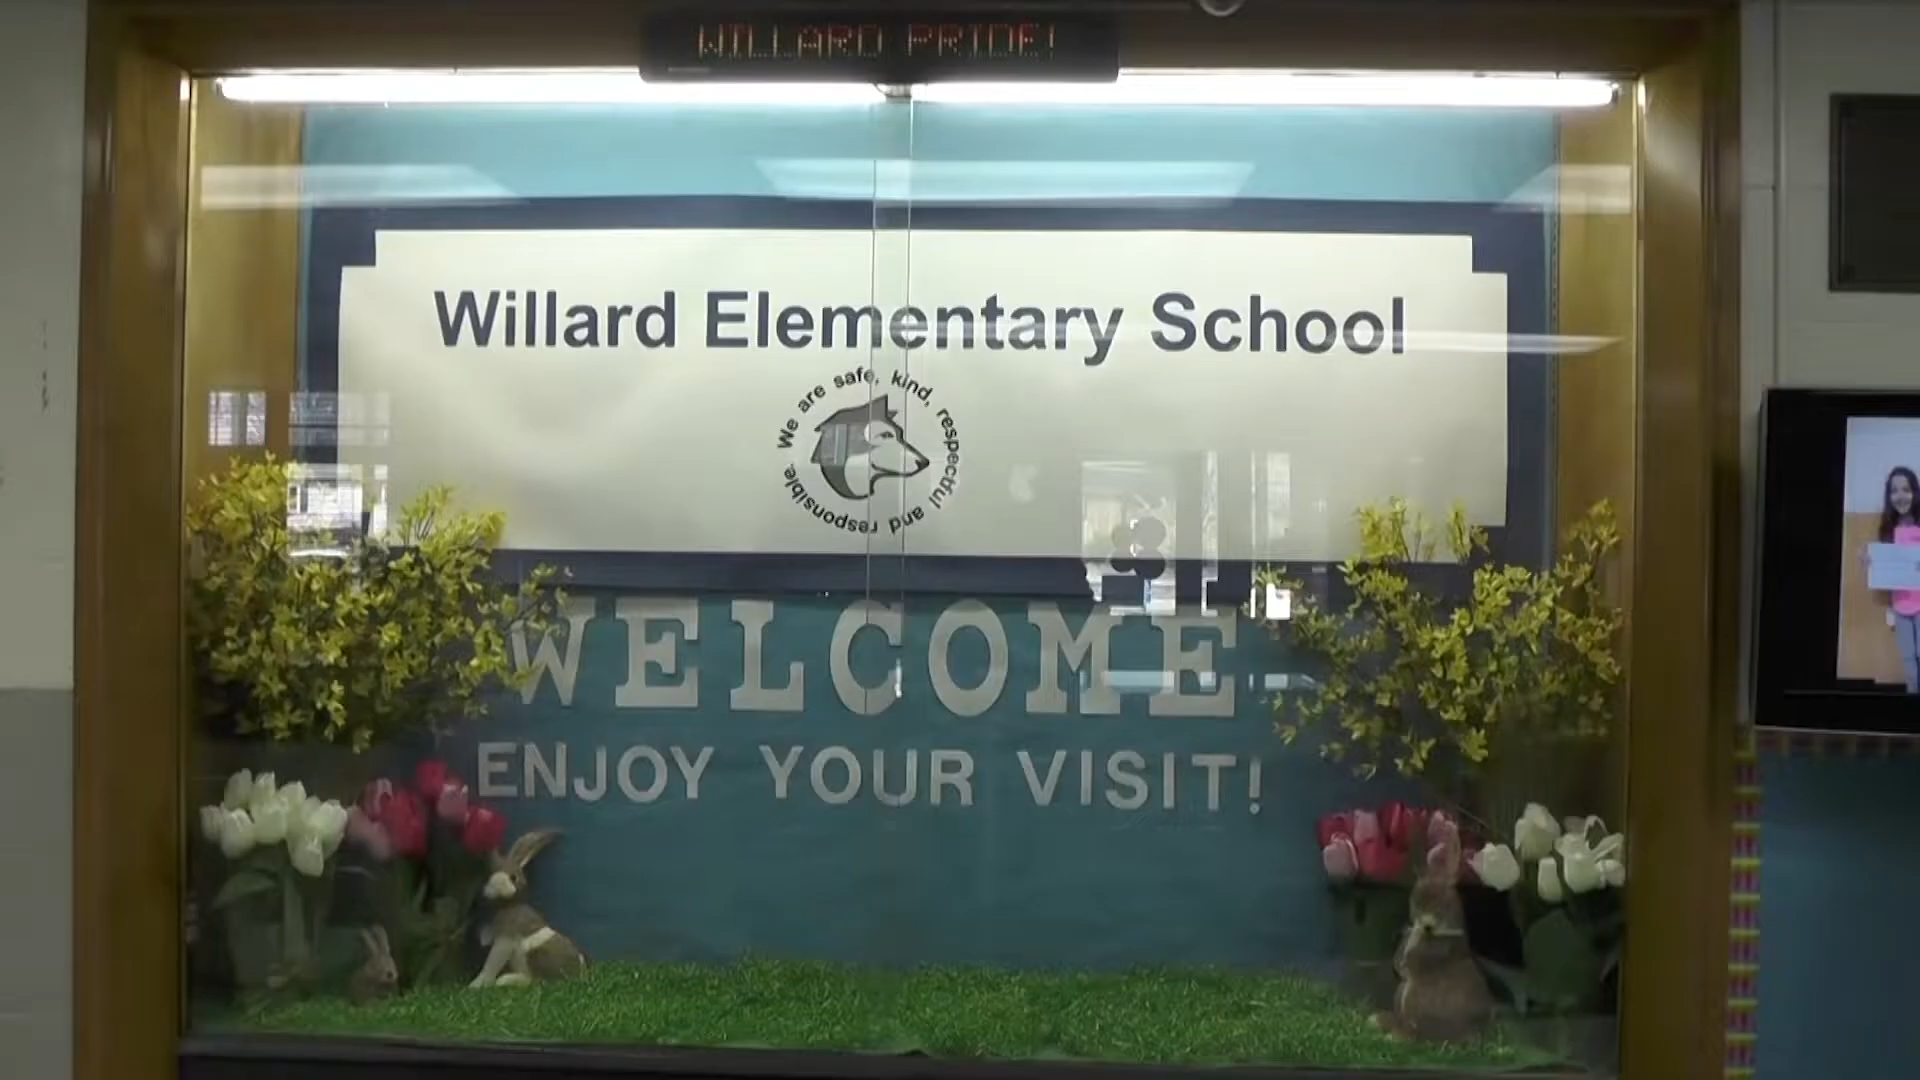 WILLARD PRIDE!
Willard Elementary School
We are safe, kind, respectful and responsible.
WELCOME
ENJOY YOUR VISIT!